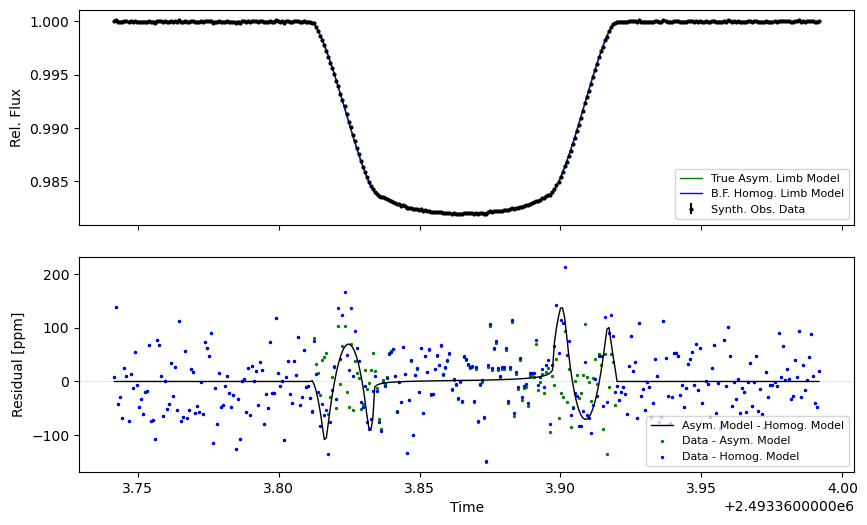 1.000
0.995
0.990
0.985
Rel. Flux
True Asym. Limb Model
B.F. Homog. Limb Model
Synth. Obs. Data
200
100
0
−100
Residual [ppm]
Asym. Model - Homog. Model
Data - Asym. Model
Data - Homog. Model
3.75
3.80
3.85
3.90
3.95
4.00
Time
+2.4933600000e6